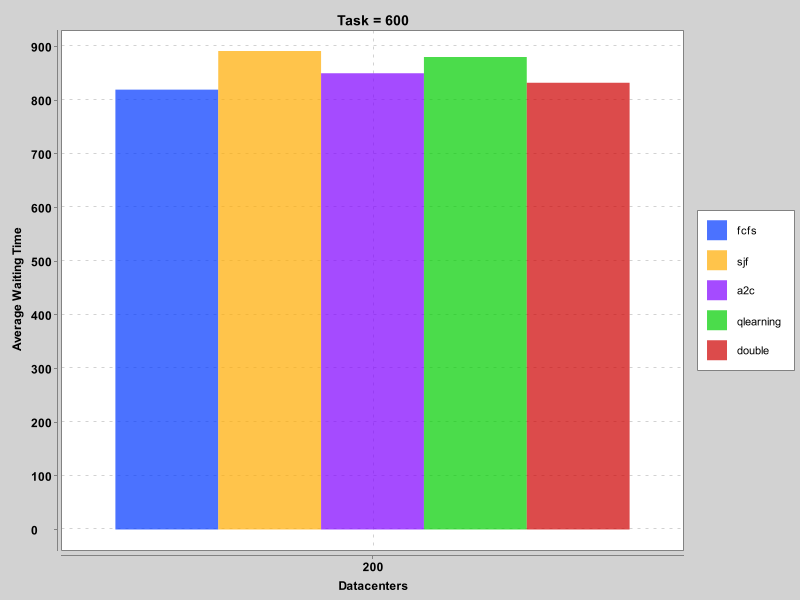 Task = 600
Average Waiting Time
900
800
700
600
500
400
300
200
100
0
200
Datacenters
fcfs
sjf
a2c
qlearning
double